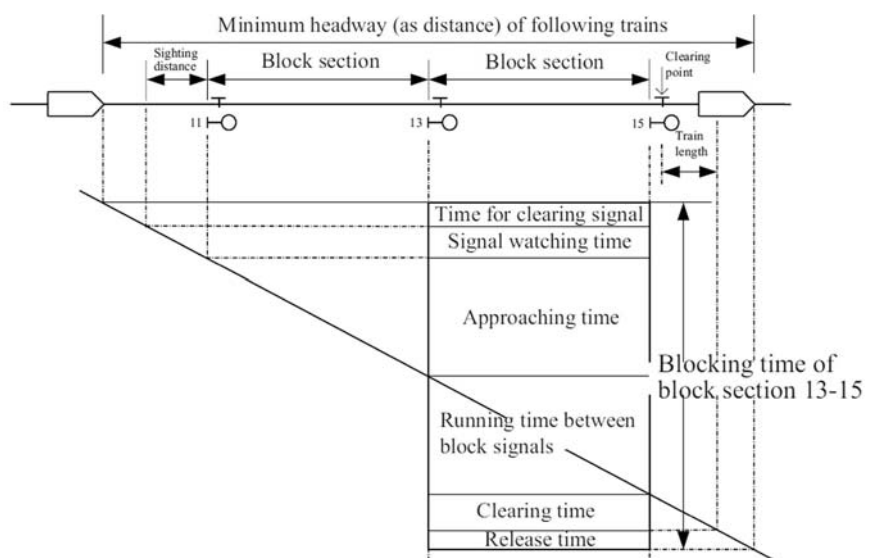 Minimum headway (as distance) of following trains
Sighting
distance
Block section
Block section
Clearing
point
11
13
15
Train
length
Time for clearing signal
Signal watching time
Approaching time
Blocking time of
block section 13-15
Running time between
block signals
Clearing time
Release time